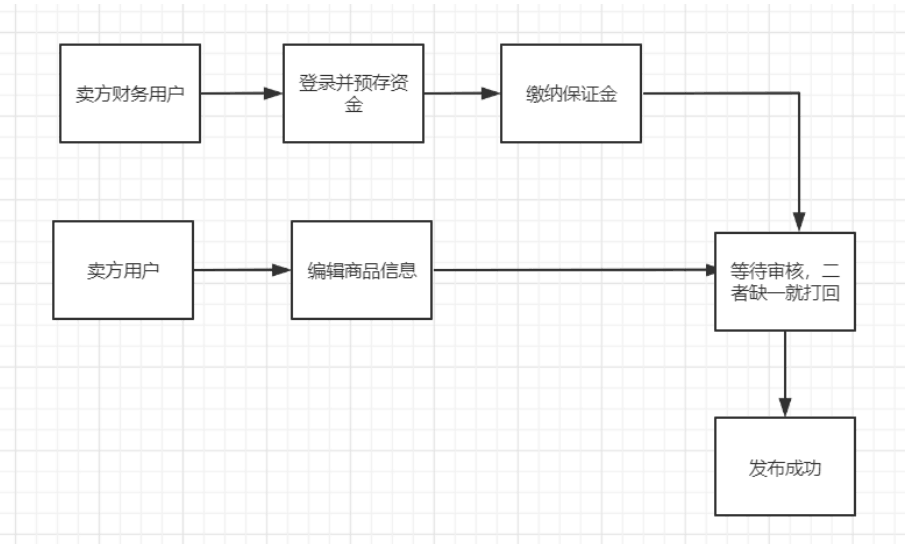 卖方财务用户
登录并预存资
金
缴纳保证金
卖方用户
编辑商品信息
等待审核，二
者缺一就打回
发布成功